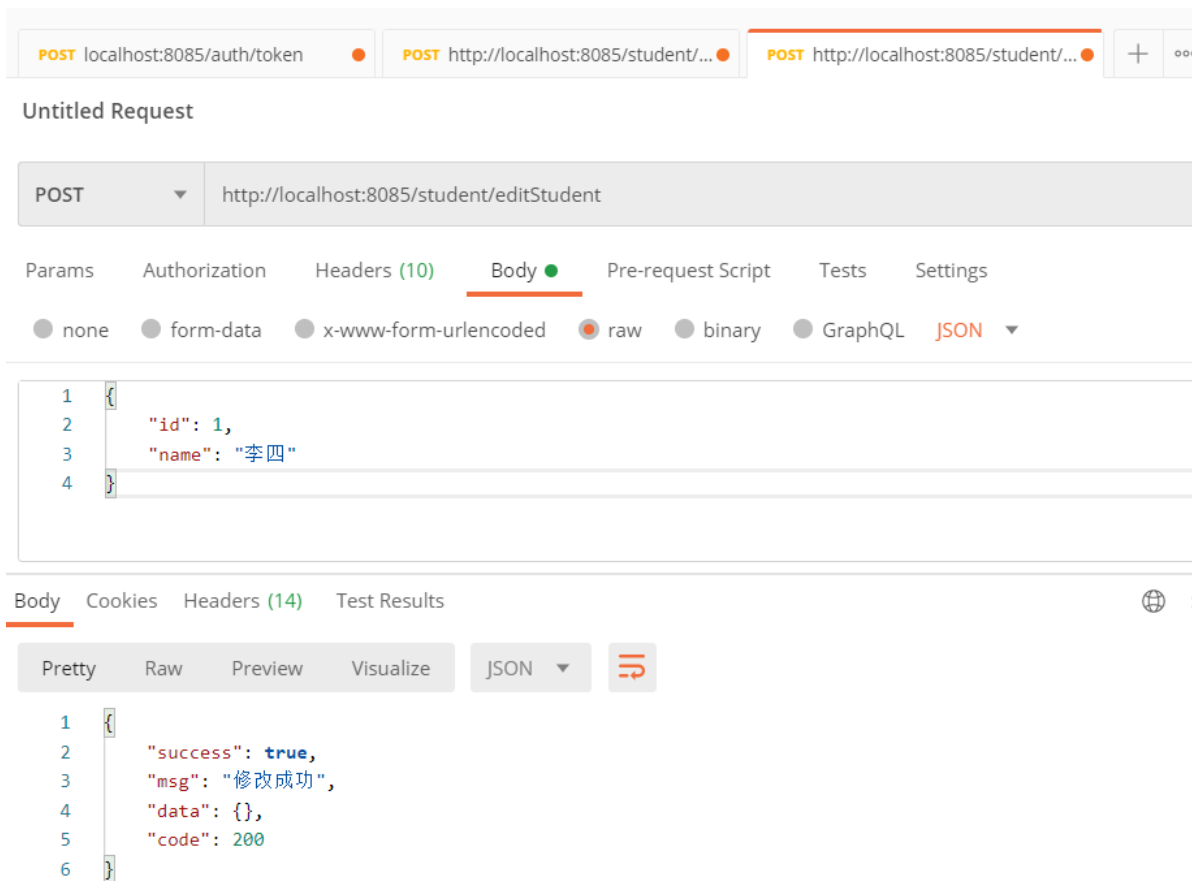 POST localhost:8085/auth/token POST http://localhost:8085/student/... POST http://localhost:8085/student/...
Untitled Request
POST http://localhost:8085/student/editStudent
Params Authorization Headers (10) Body Pre-request Script Tests Settings
none form-data x-www-form-urlencoded raw binary GraphQL JSON
1 {
2 "id": 1,
3 "name": "李四"
4 }
Body Cookies Headers (14) Test Results
Pretty Raw Preview Visualize JSON
1 {
2 "success": true,
3 "msg": "修改成功",
4 "data": {},
5 "code": 200
6 }